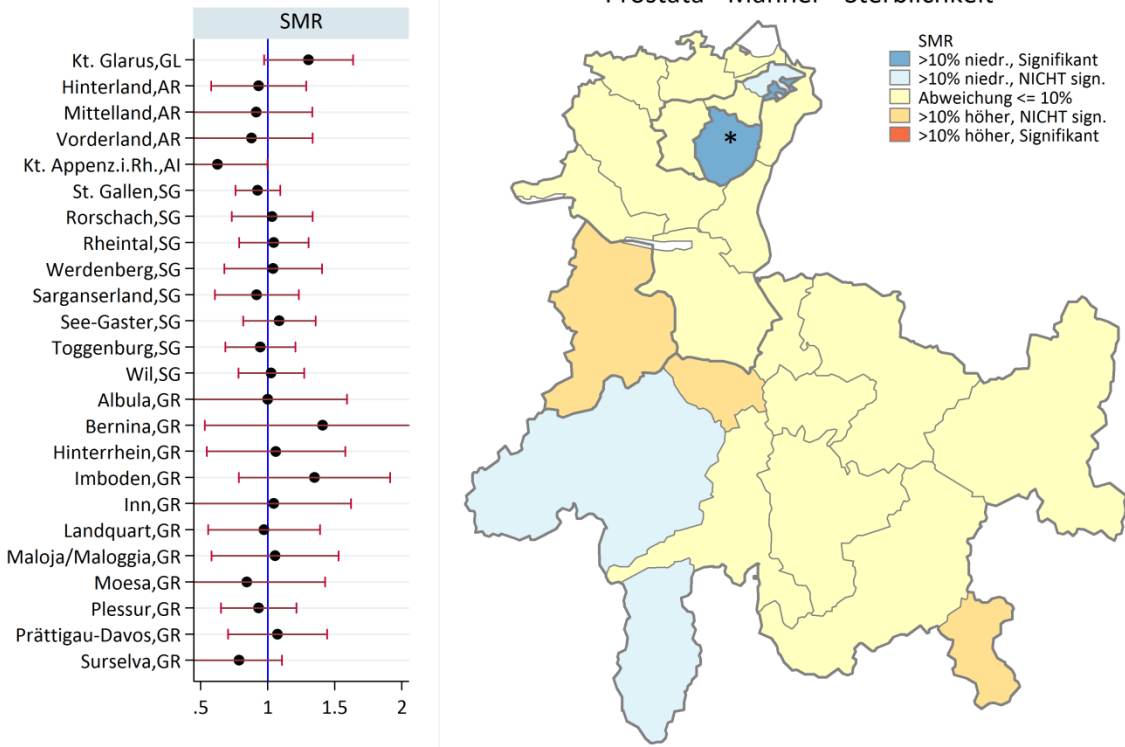 Prostata - Männer - Sterblichkeit
SMR
Kt. Glarus,GL
Hinterland,AR
Mittelland,AR
Vorderland,AR
Kt. Appenz.i.Rh.,AI
St. Gallen,SG
Rorschach,SG
Rheintal,SG
Werdenberg,SG
Sarganserland,SG
See-Gaster,SG
Toggenburg,SG
Wil,SG
Albula,GR
Bernina,GR
Hinterrhein,GR
Imboden,GR
Inn,GR
Landquart,GR
Maloja/Maloggia,GR
Moesa,GR
Plessur,GR
Prättigau-Davos,GR
Surselva,GR
.5 1 1.5 2
SMR
>10% niedr., Signifikant
>10% niedr., NICHT sign.
Abweichung <= 10%
>10% höher, NICHT sign.
>10% höher, Signifikant
*